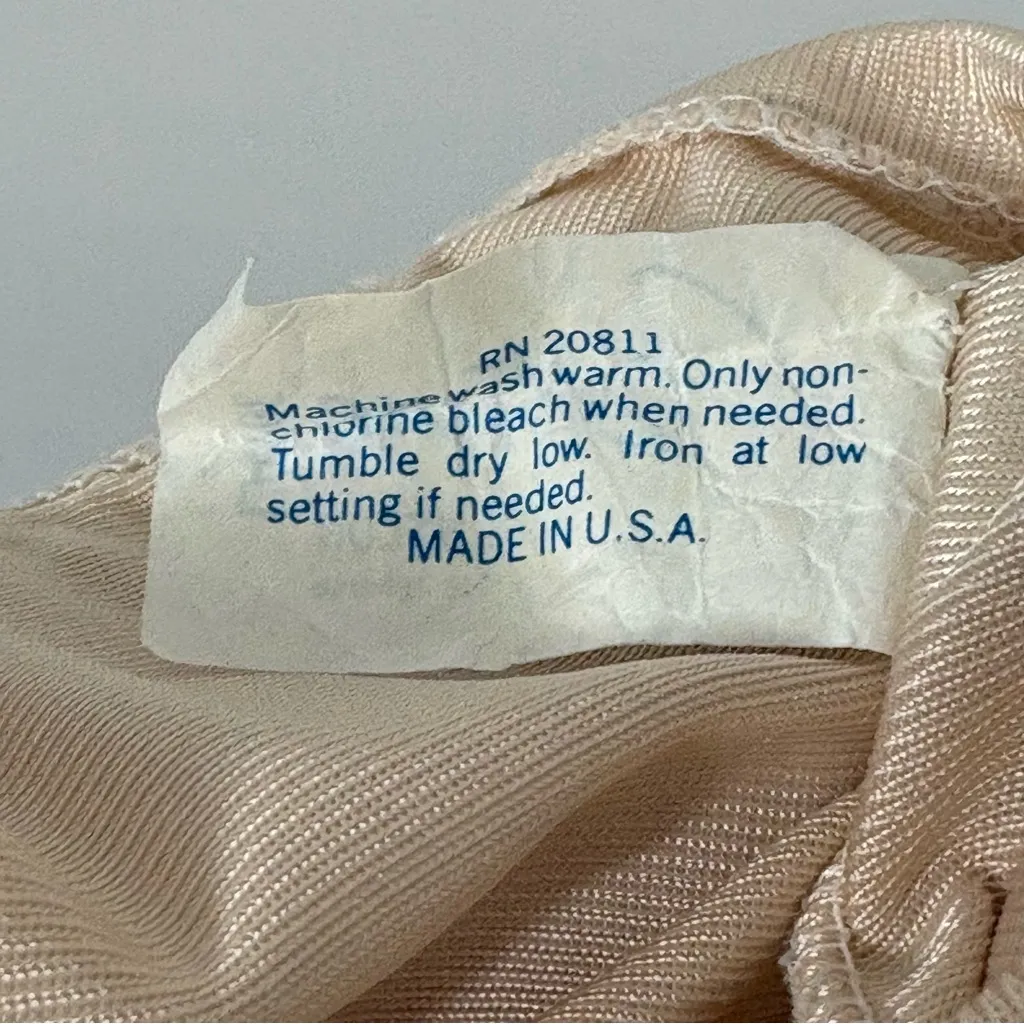 RN 20811
Machine wash warm. Only non-
chlorine bleach when needed.
Tumble dry low. Iron at low
setting if needed.
MADE IN U.S.A.